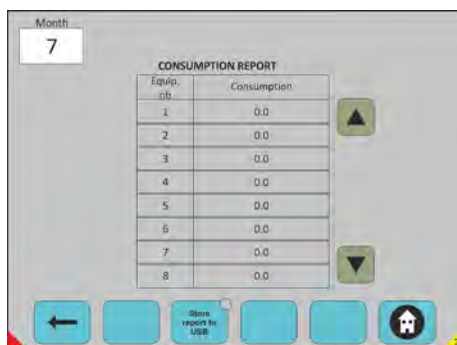 Month
7
CONSUMPTION REPORT
Equip. nb Consumption
1 0.0
2 0.0
3 0.0
4 0.0
5 0.0
6 0.0
7 0.0
8 0.0
Store
report to
USB